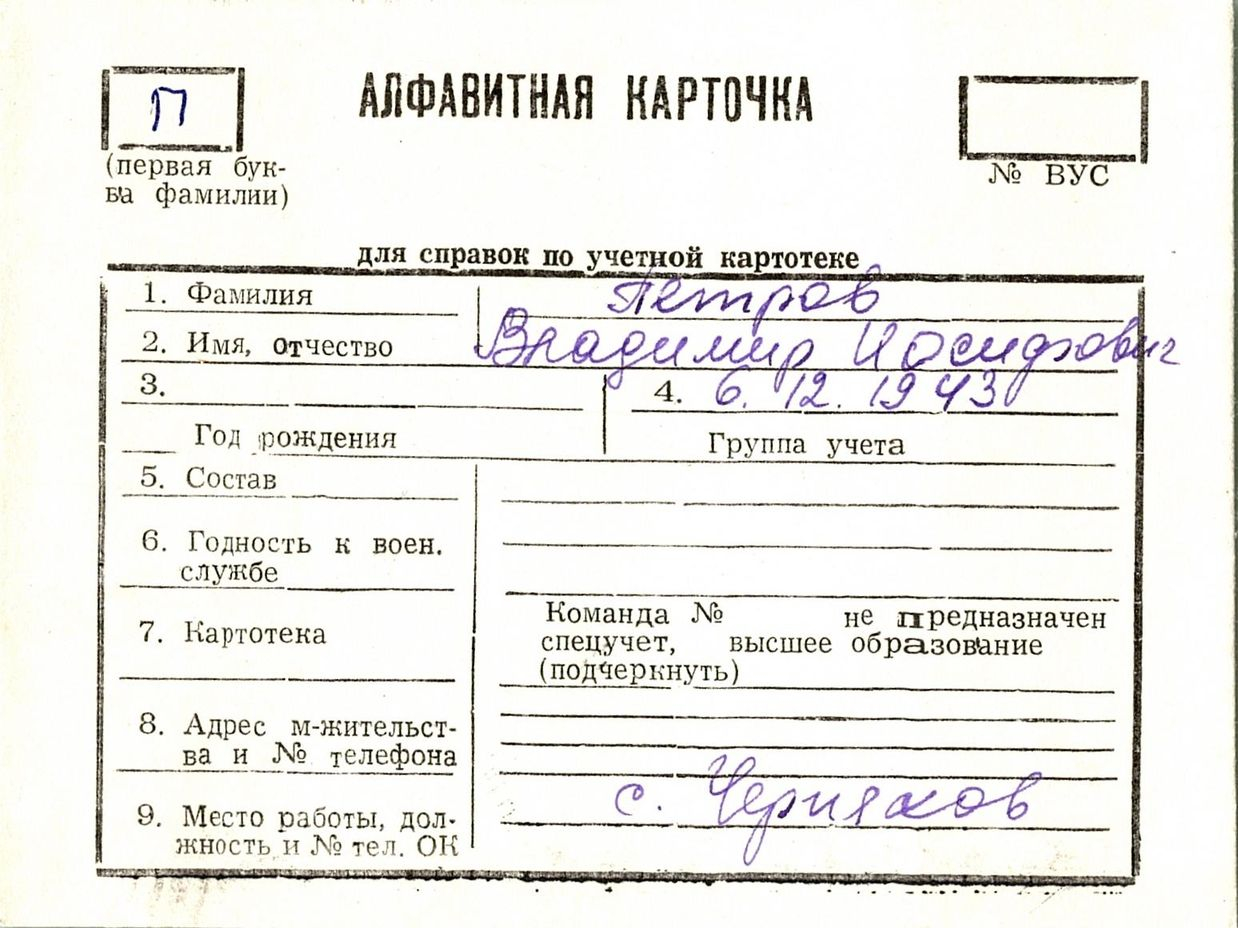 П
АЛФАВИТНАЯ КАРТОЧКА
(первая бук-
ва фамилии)
№ ВУС
для справок по учетной картотеке
1. Фамилия Петров
2. Имя, отчество Владимир Иосифович
3. 4. 6. 12. 1943
Год рождения Группа учета
5. Состав
6. Годность к воен.
службе
7. Картотека
Команда № не предназначен
спецучет, высшее образование
(подчеркнуть)
8. Адрес м-жительст-
ва и № телефона
с. Черняхов
9. Место работы, дол-
жность и № тел. ОК